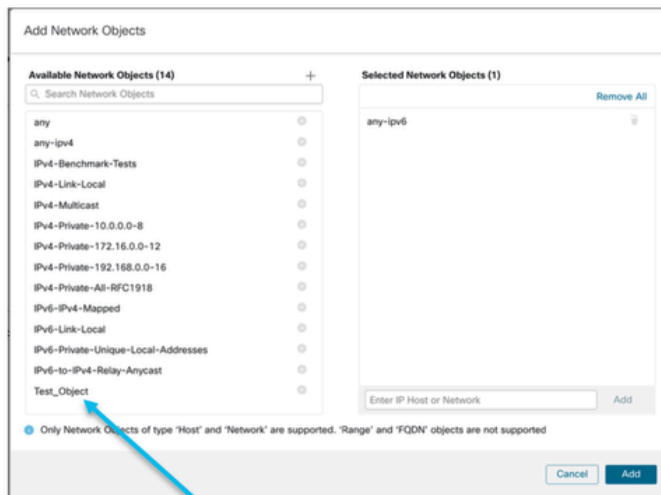 Add Network Objects
Available Network Objects (14)
Search Network Objects
any
any-ipv4
IPv4-Benchmark-Tests
IPv4-Link-Local
IPv4-Multicast
IPv4-Private-10.0.0.0-8
IPv4-Private-172.16.0.0-12
IPv4-Private-192.168.0.0-16
IPv4-Private-All-RFC1918
IPv6-IPv4-Mapped
IPv6-Link-Local
IPv6-Private-Unique-Local-Addresses
IPv6-to-IPv4-Relay-Anycast
Test_Object
Selected Network Objects (1)
Remove All
any-ipv6
Enter IP Host or Network
Add
Only Network Objects of type 'Host' and 'Network' are supported. 'Range' and 'FQDN' objects are not supported
Cancel
Add